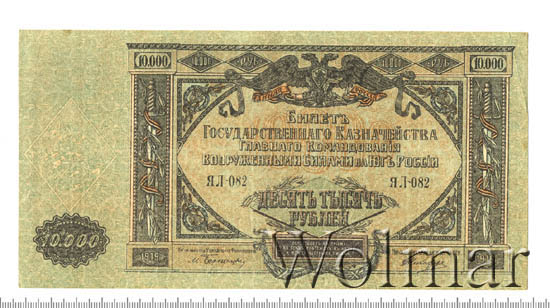 10.000 10.000
БИЛЕТЪ
ГОСУДАРСТВЕННАГО КАЗНАЧЕЙСТВА
ГЛАВНАГО КОМАНДОВАНІЯ
ВООРУЖЕННЫМИ СИЛАМИ НА ЮГѢ РОССІИ
ЯЛ-082 ЯЛ-082
ДЕСЯТЬ ТЫСЯЧЪ
РУБЛЕЙ
10.000
1919
Wolmar